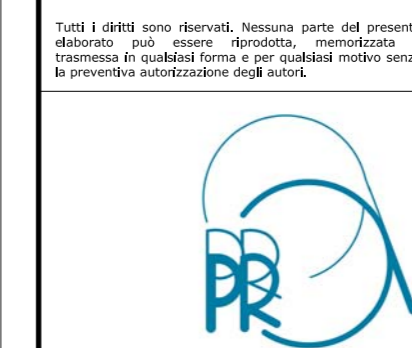 Tutti i diritti sono riservati. Nessuna parte del present
elaborato può essere riprodotta, memorizzata
trasmessa in qualsiasi forma e per qualsiasi motivo senz
la preventiva autorizzazione degli autori.